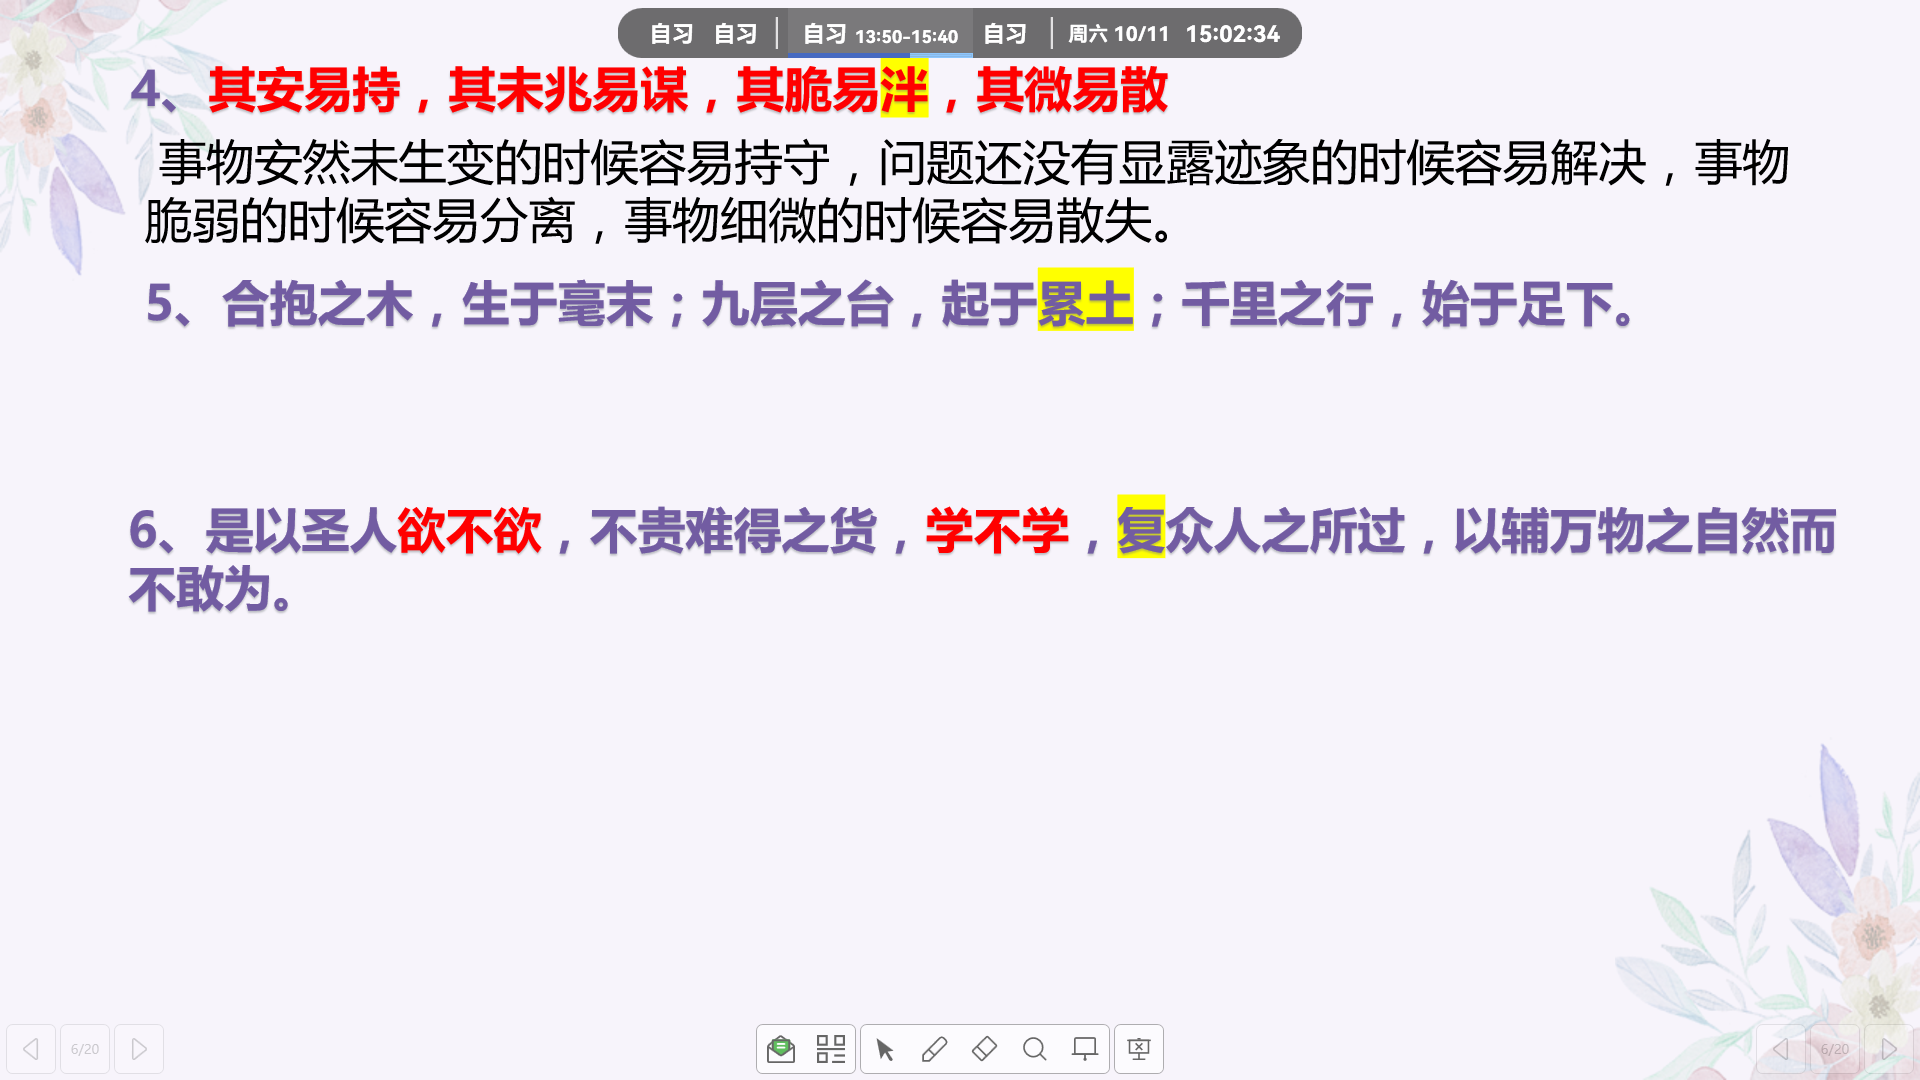 自习 自习 自习 13:50-15:40 自习 周六 10/11 15:02:34
4、其安易持，其未兆易谋，其脆易泮，其微易散
事物安然未生变的时候容易持守，问题还没有显露迹象的时候容易解决，事物
脆弱的时候容易分离，事物细微的时候容易散失。
5、合抱之木，生于毫末；九层之台，起于累土；千里之行，始于足下。
6、是以圣人欲不欲，不贵难得之货，学不学，复众人之所过，以辅万物之自然而
不敢为。
6/20
6/20